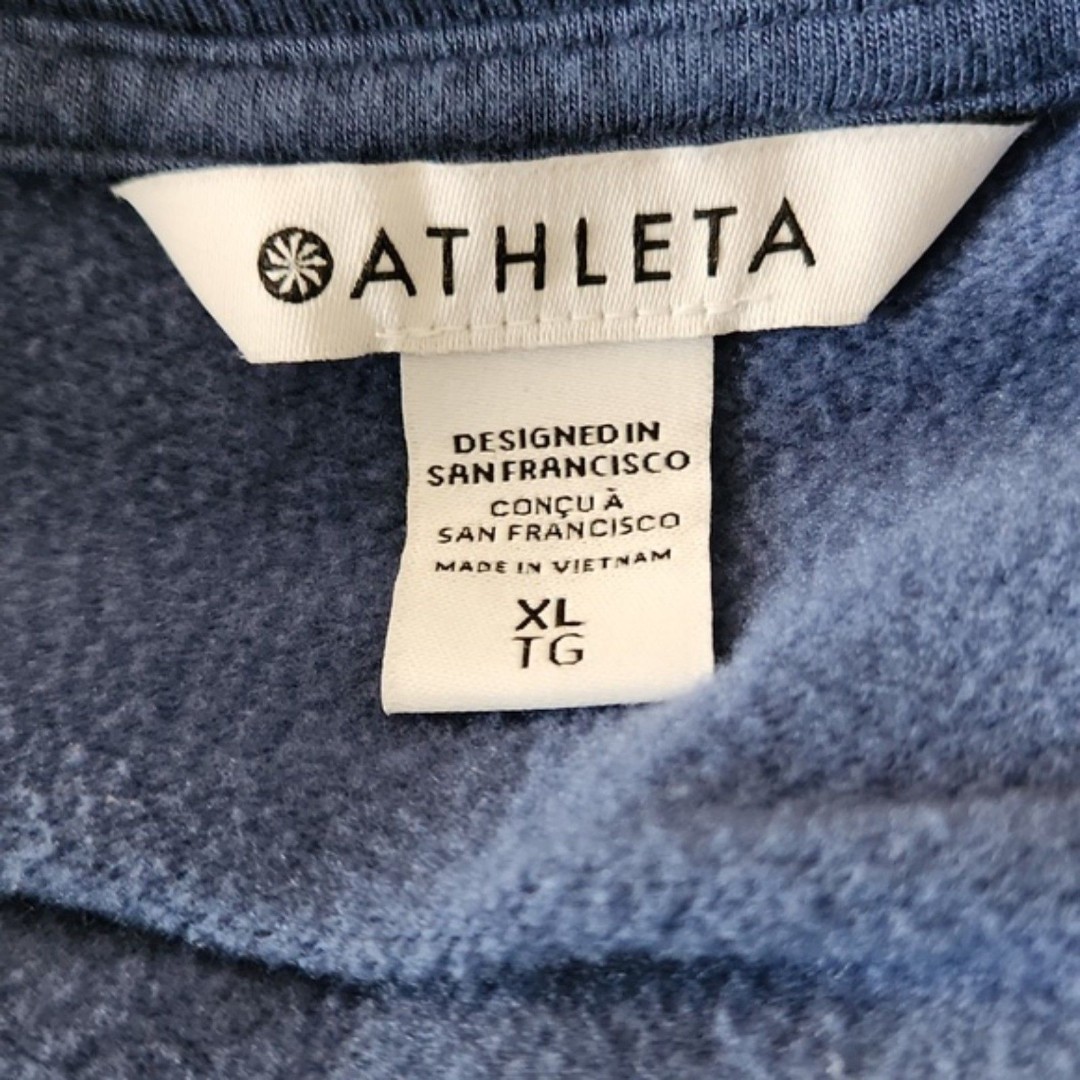 ATHLETA
DESIGNED IN
SAN FRANCISCO
CONÇU À
SAN FRANCISCO
MADE IN VIETNAM
XL
TG